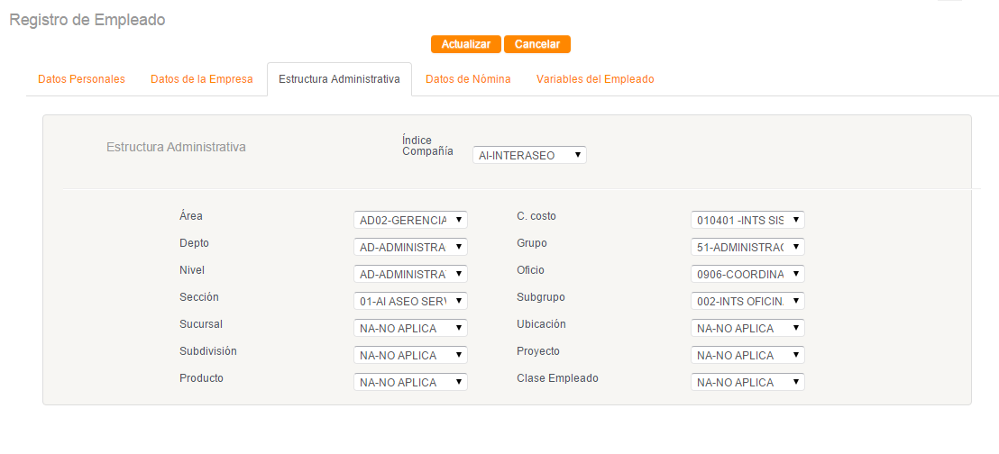 Registro de Empleado
Actualizar Cancelar
Datos Personales Datos de la Empresa Estructura Administrativa Datos de Nómina Variables del Empleado
Estructura Administrativa
Índice
Compañía
AI-INTERASEO
Área AD02-GERENCIA C. costo 010401 -INTS SIS
Depto AD-ADMINISTRA Grupo 51-ADMINISTRAC
Nivel AD-ADMINISTRA Oficio 0906-COORDINA
Sección 01-AI ASEO SERV Subgrupo 002-INTS OFICIN
Sucursal NA-NO APLICA Ubicación NA-NO APLICA
Subdivisión NA-NO APLICA Proyecto NA-NO APLICA
Producto NA-NO APLICA Clase Empleado NA-NO APLICA